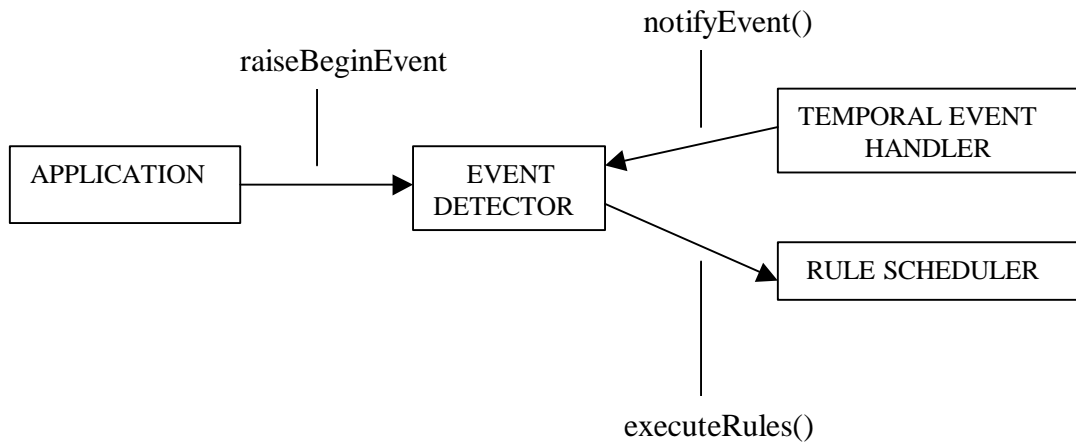 notifyEvent()
raiseBeginEvent
TEMPORAL EVENT
HANDLER
APPLICATION
EVENT
DETECTOR
RULE SCHEDULER
executeRules()